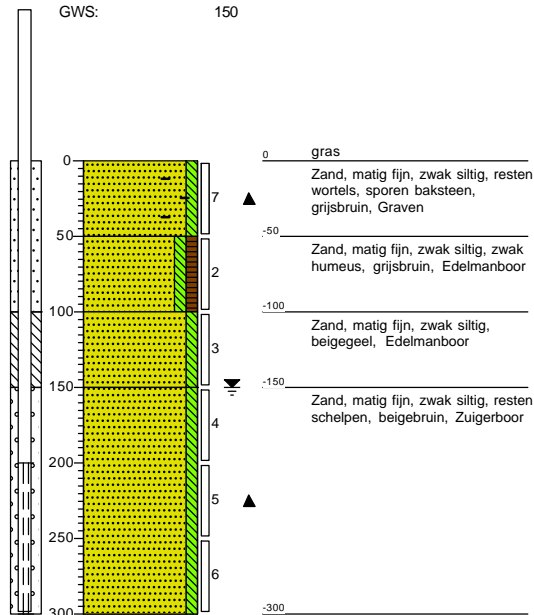 GWS: 150
0
50
100
150
200
250
300
7
2
3
4
5
6
0 gras
Zand, matig fijn, zwak siltig, resten
wortels, sporen baksteen,
grijsbruin, Graven
-50
Zand, matig fijn, zwak siltig, zwak
humeus, grijsbruin, Edelmanboor
-100
Zand, matig fijn, zwak siltig,
beigegeel, Edelmanboor
-150
Zand, matig fijn, zwak siltig, resten
schelpen, beigebruin, Zuigerboor
-300